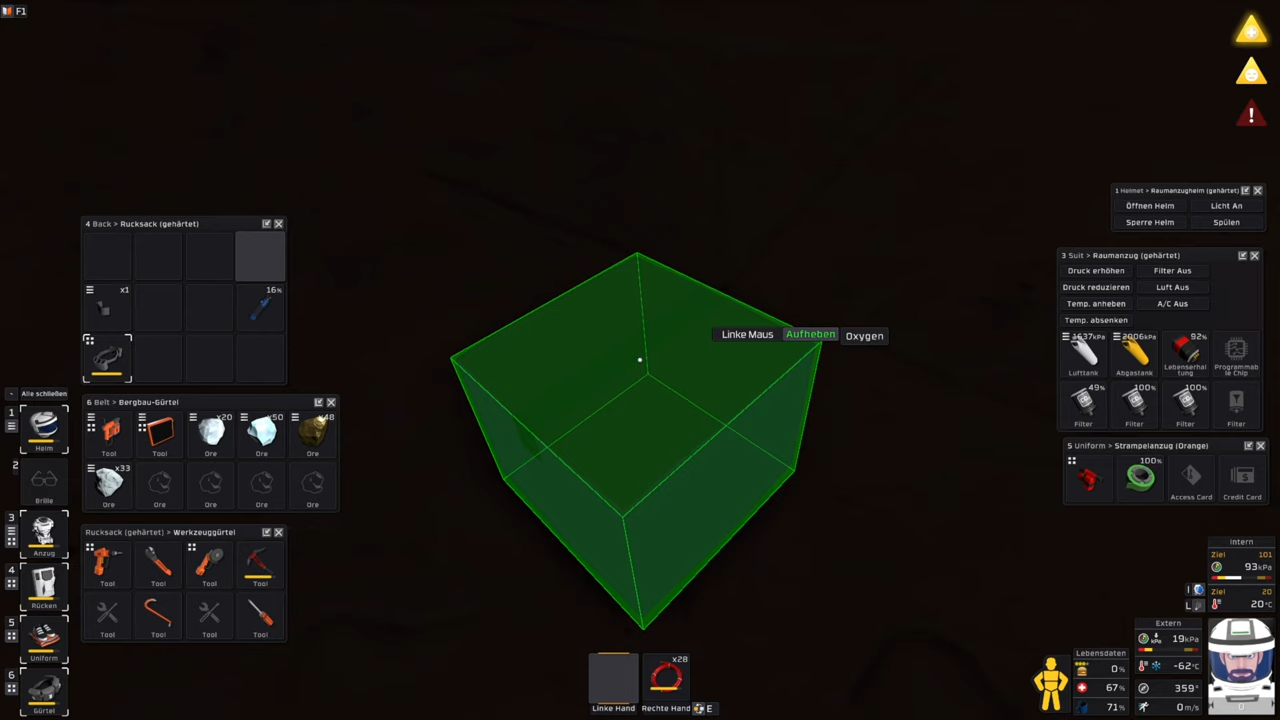 F1
4 Back > Rucksack (gehärtet)
x1
16%
Alle schließen
1
Helm
2
Brille
3
Anzug
4
Rücken
5
Uniform
6
Gürtel
6 Belt > Bergbau-Gürtel
x20 x50 x48
Tool Tool Ore Ore Ore
x33
Ore Ore Ore Ore Ore
Rucksack (gehärtet) > Werkzeuggürtel
Tool Tool Tool Tool
Tool Tool Tool Tool
Linke Maus Aufheben Oxygen
x28
Linke Hand Rechte Hand E
1 Helmet > Raumanzughelm (gehärtet)
Öffnen Helm Licht An
Sperre Helm Spülen
3 Suit > Raumanzug (gehärtet)
Druck erhöhen Filter Aus
Druck reduzieren Luft Aus
Temp. anheben A/C Aus
Temp. absenken
1637kPa 2006kPa 92%
Lufttank Abgastank Lebenserhaltung Programmable Chip
49% 100% 100%
Filter Filter Filter Filter
5 Uniform > Strampelanzug (Orange)
100%
Access Card Credit Card
Intern
Ziel 101
93kPa
Ziel 20
20°C
I
L
Extern
19kPa
-62°C
359°
0m/s
Lebensdaten
0%
67%
71%
0